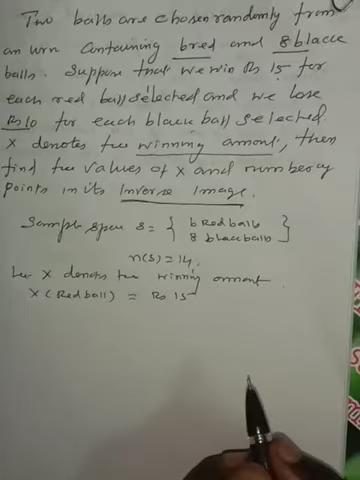 Two balls are chosen randomly from
an urn containing 6 red and 8 black
balls. Suppose that we win Rs 15 for
each red ball selected and we lose
Rs 10 for each black ball selected.
X denotes the winning amont, then
find the values of X and number of
points in its Inverse Image.
Sample span S = { 6 Red balls
8 black balls }
n(S) = 14.
Let X denotes the winning amount.
X (Red ball) = Rs 15